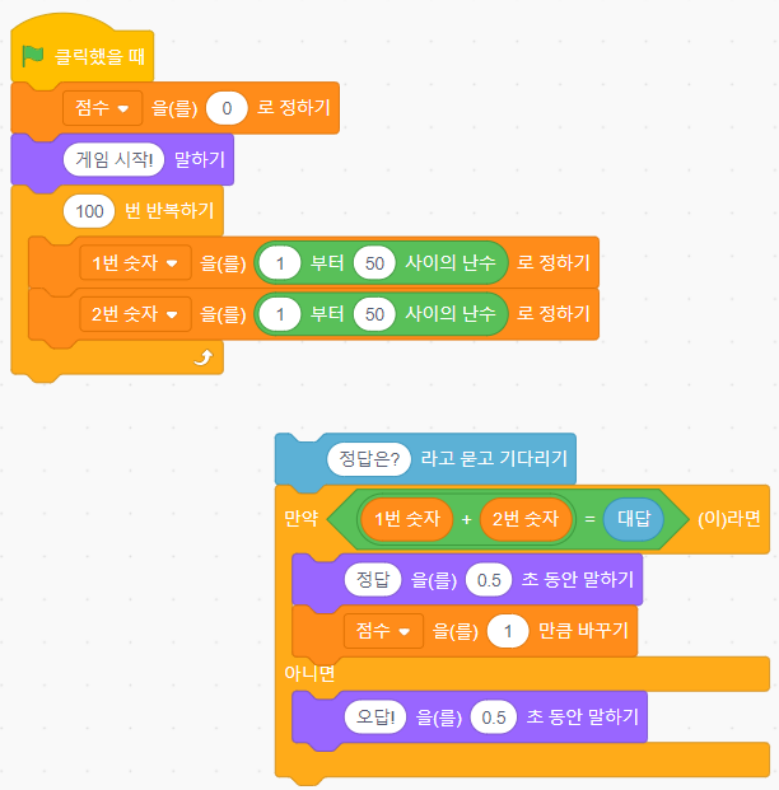 클릭했을 때
점수 을(를) 0 로 정하기
게임 시작! 말하기
100 번 반복하기
1번 숫자 을(를) 1 부터 50 사이의 난수 로 정하기
2번 숫자 을(를) 1 부터 50 사이의 난수 로 정하기
정답은? 라고 묻고 기다리기
만약 1번 숫자 + 2번 숫자 = 대답 (이)라면
정답 을(를) 0.5 초 동안 말하기
점수 을(를) 1 만큼 바꾸기
아니면
오답! 을(를) 0.5 초 동안 말하기